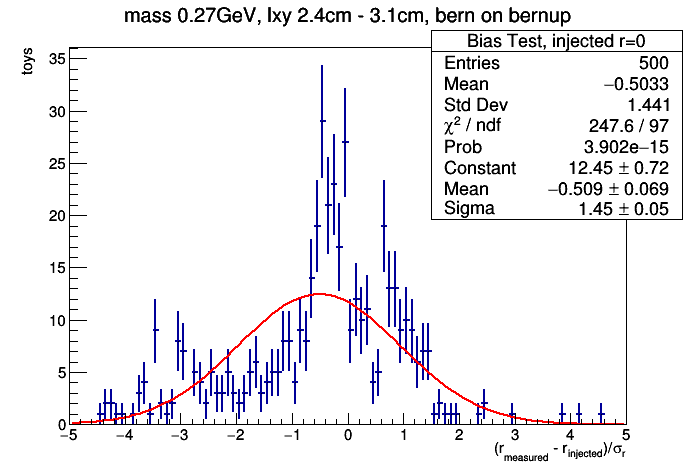 mass 0.27GeV, lxy 2.4cm - 3.1cm, bern on bernup
Bias Test, injected r=0
Entries 500
Mean −0.5033
Std Dev 1.441
χ² / ndf 247.6 / 97
Prob 3.902e−15
Constant 12.45 ± 0.72
Mean −0.509 ± 0.069
Sigma 1.45 ± 0.05
toys
35
30
25
20
15
10
5
0
−5 −4 −3 −2 −1 0 1 2 3 4 5
(r_measured - r_injected)/σ_r